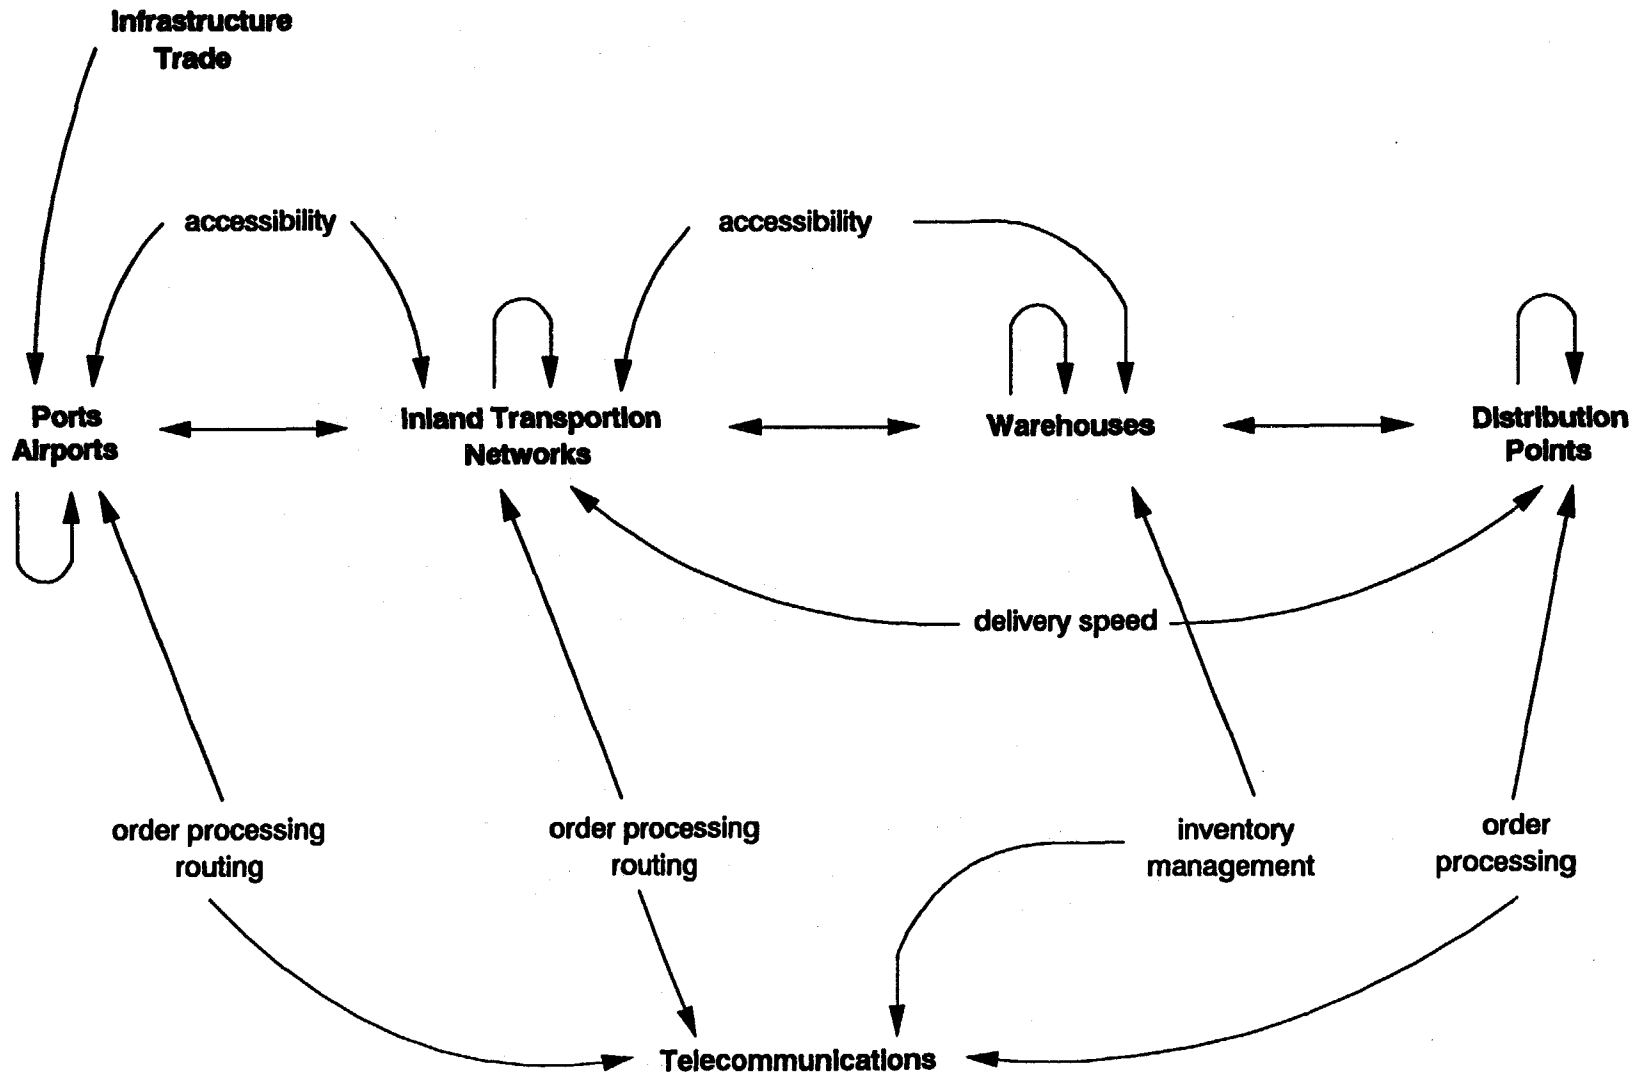 Infrastructure
Trade
accessibility
accessibility
Ports
Airports
Inland Transportion
Networks
Warehouses
Distribution
Points
delivery speed
order processing
routing
order processing
routing
inventory
management
order
processing
Telecommunications